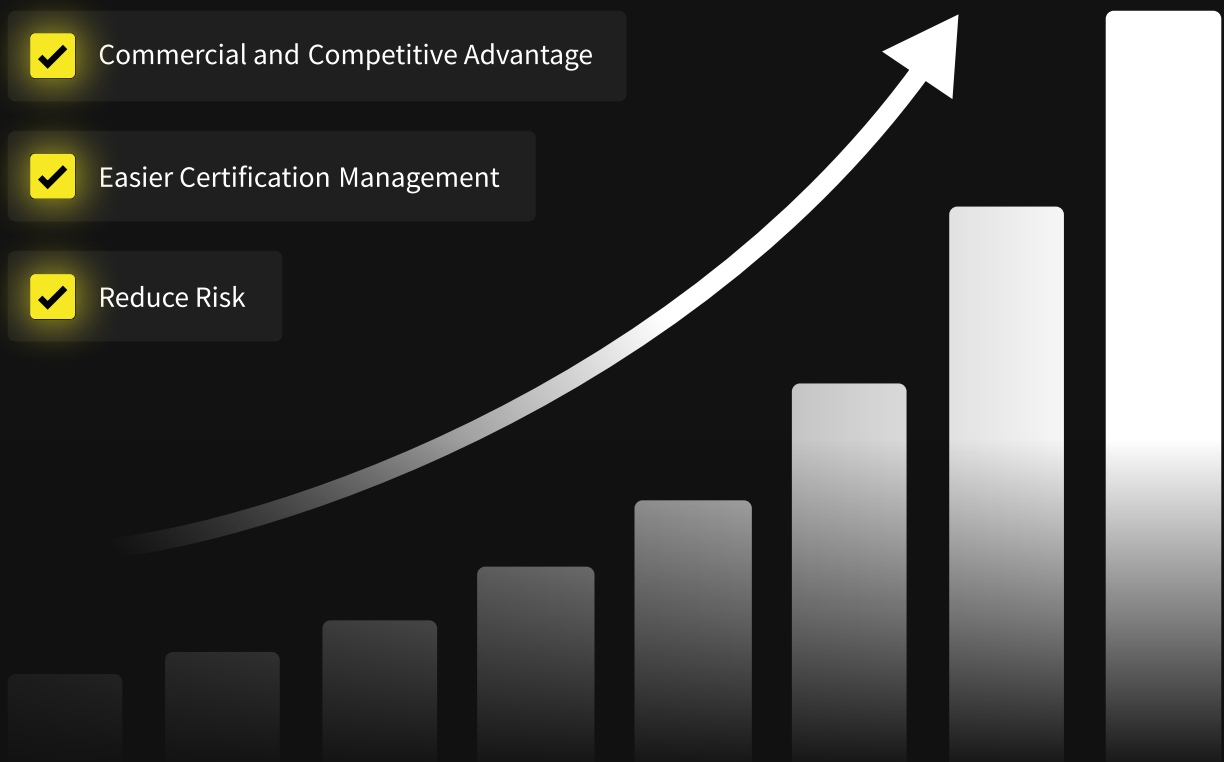 Commercial and Competitive Advantage
Easier Certification Management
Reduce Risk